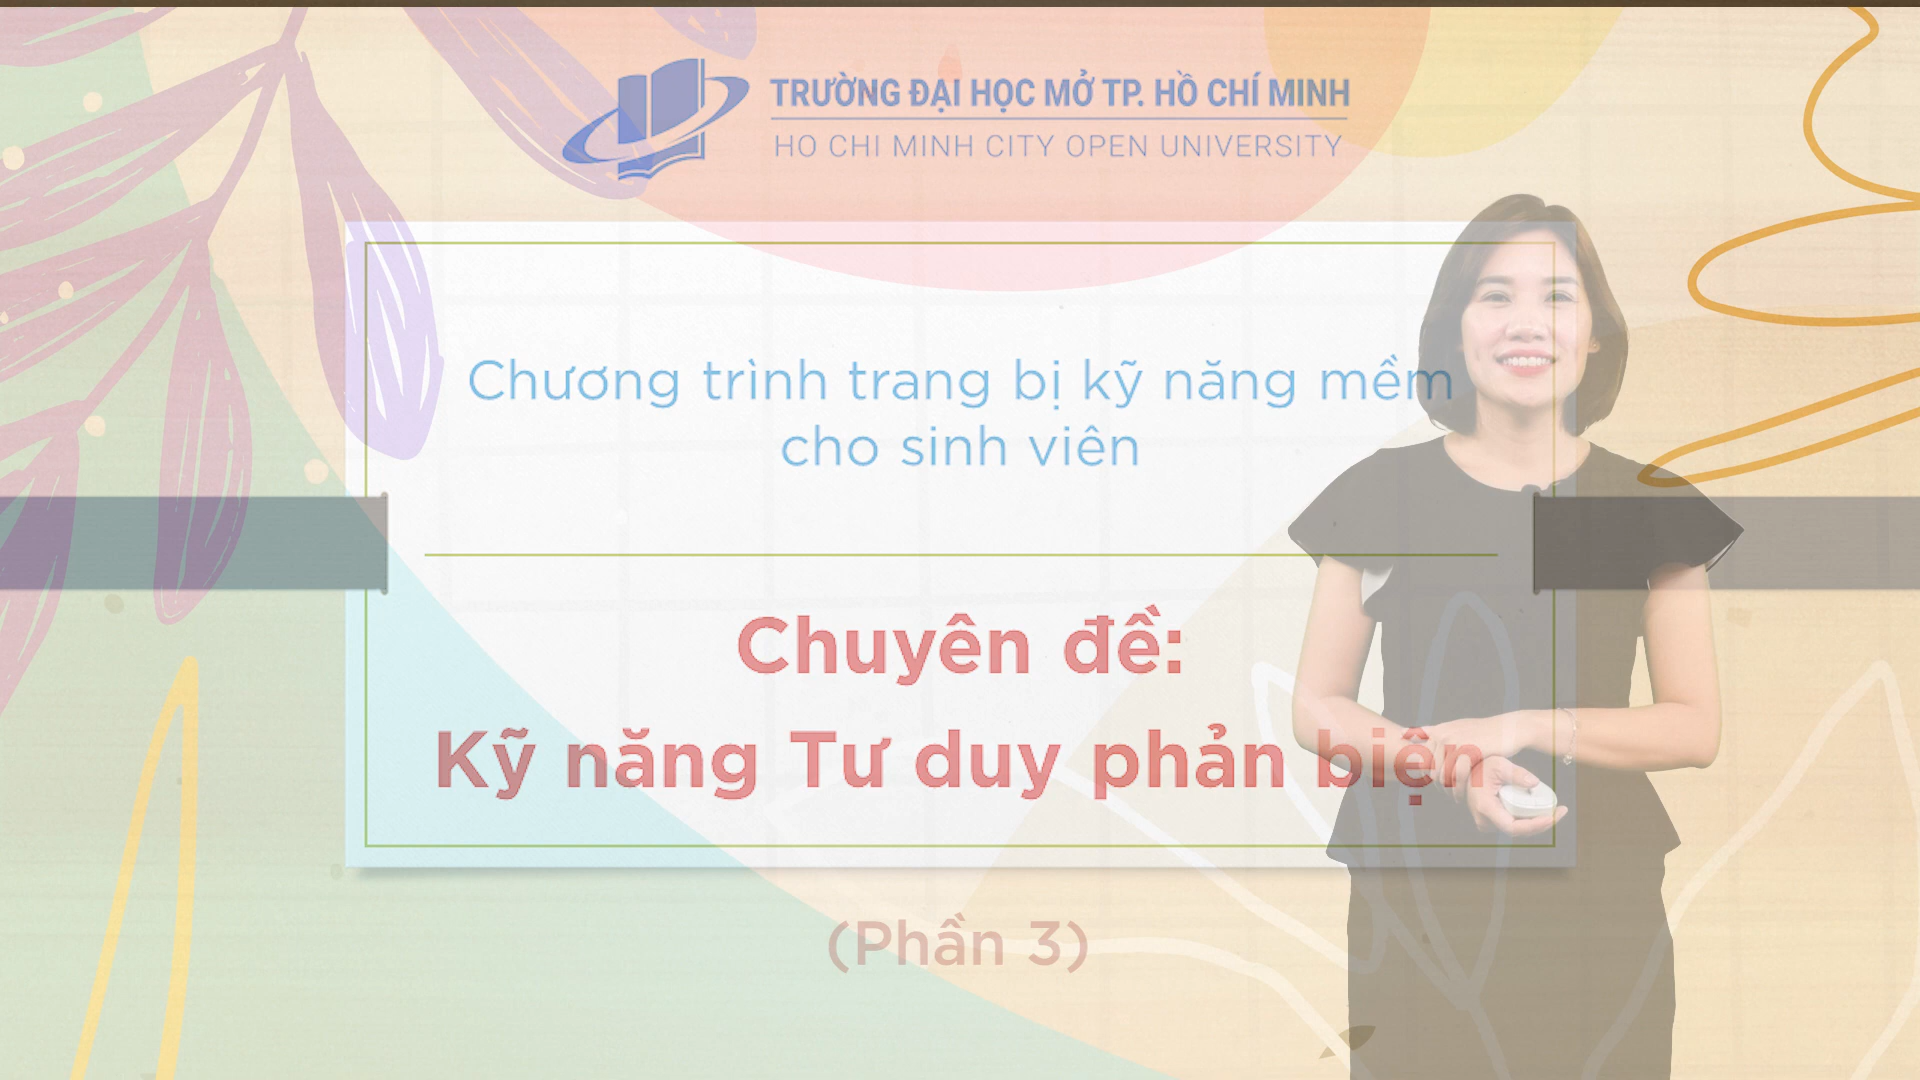 TRƯỜNG ĐẠI HỌC MỞ TP. HỒ CHÍ MINH
HO CHI MINH CITY OPEN UNIVERSITY
Chương trình trang bị kỹ năng mềm
cho sinh viên
Chuyên đề:
Kỹ năng Tư duy phản biện
(Phần 3)